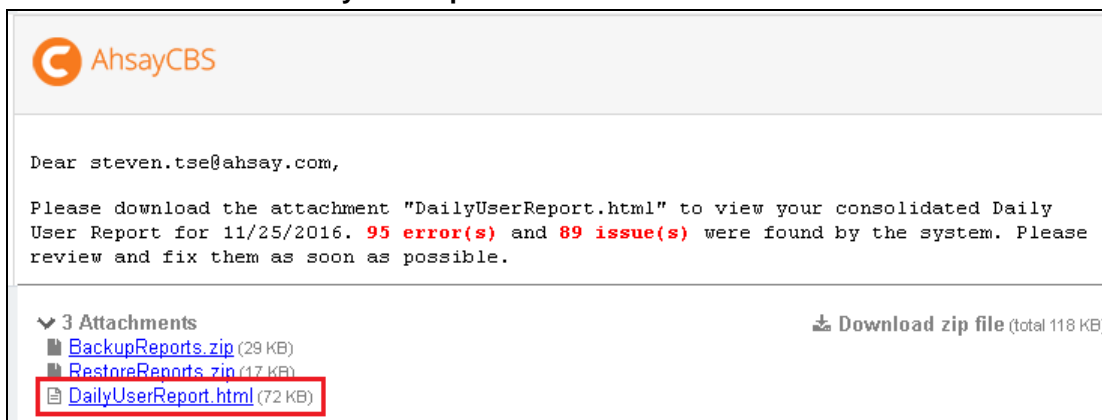 AhsayCBS
Dear steven.tse@ahsay.com,
Please download the attachment "DailyUserReport.html" to view your consolidated Daily
User Report for 11/25/2016. 95 error(s) and 89 issue(s) were found by the system. Please
review and fix them as soon as possible.
3 Attachments
Download zip file (total 118 KB)
BackupReports.zip (29 KB)
RestoreReports.zip (17 KB)
DailyUserReport.html (72 KB)